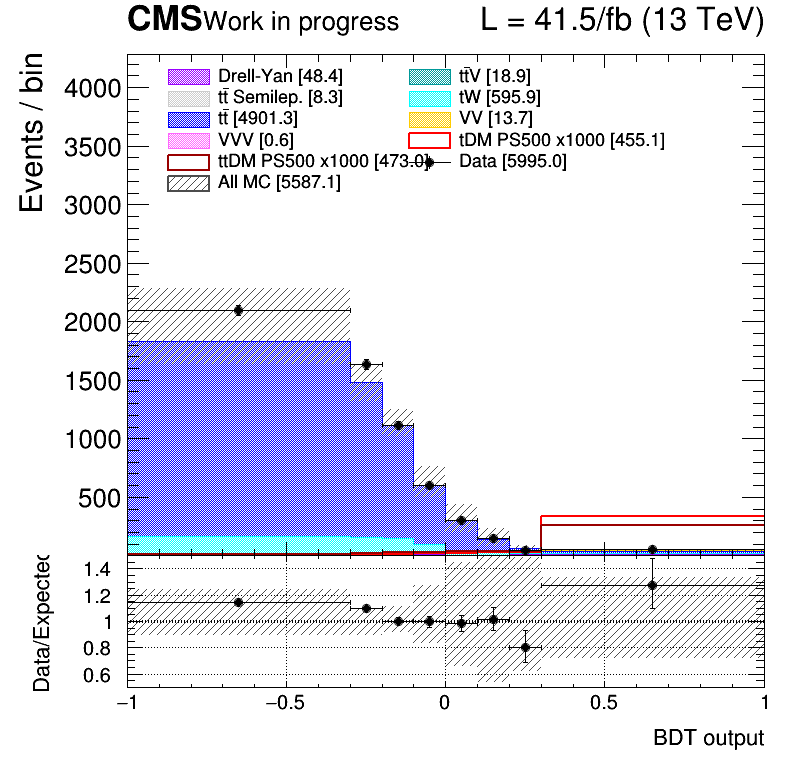 CMS Work in progress L = 41.5/fb (13 TeV)
Events / bin
4000
3500
3000
2500
2000
1500
1000
500
Drell-Yan [48.4] tt̄V [18.9]
tt̄ Semilep. [8.3] tW [595.9]
tt̄ [4901.3] VV [13.7]
VVV [0.6] tDM PS500 x1000 [455.1]
ttDM PS500 x1000 [473.0] Data [5995.0]
All MC [5587.1]
Data/Expected
1.4
1.2
1
0.8
0.6
−1 −0.5 0 0.5 1
BDT output